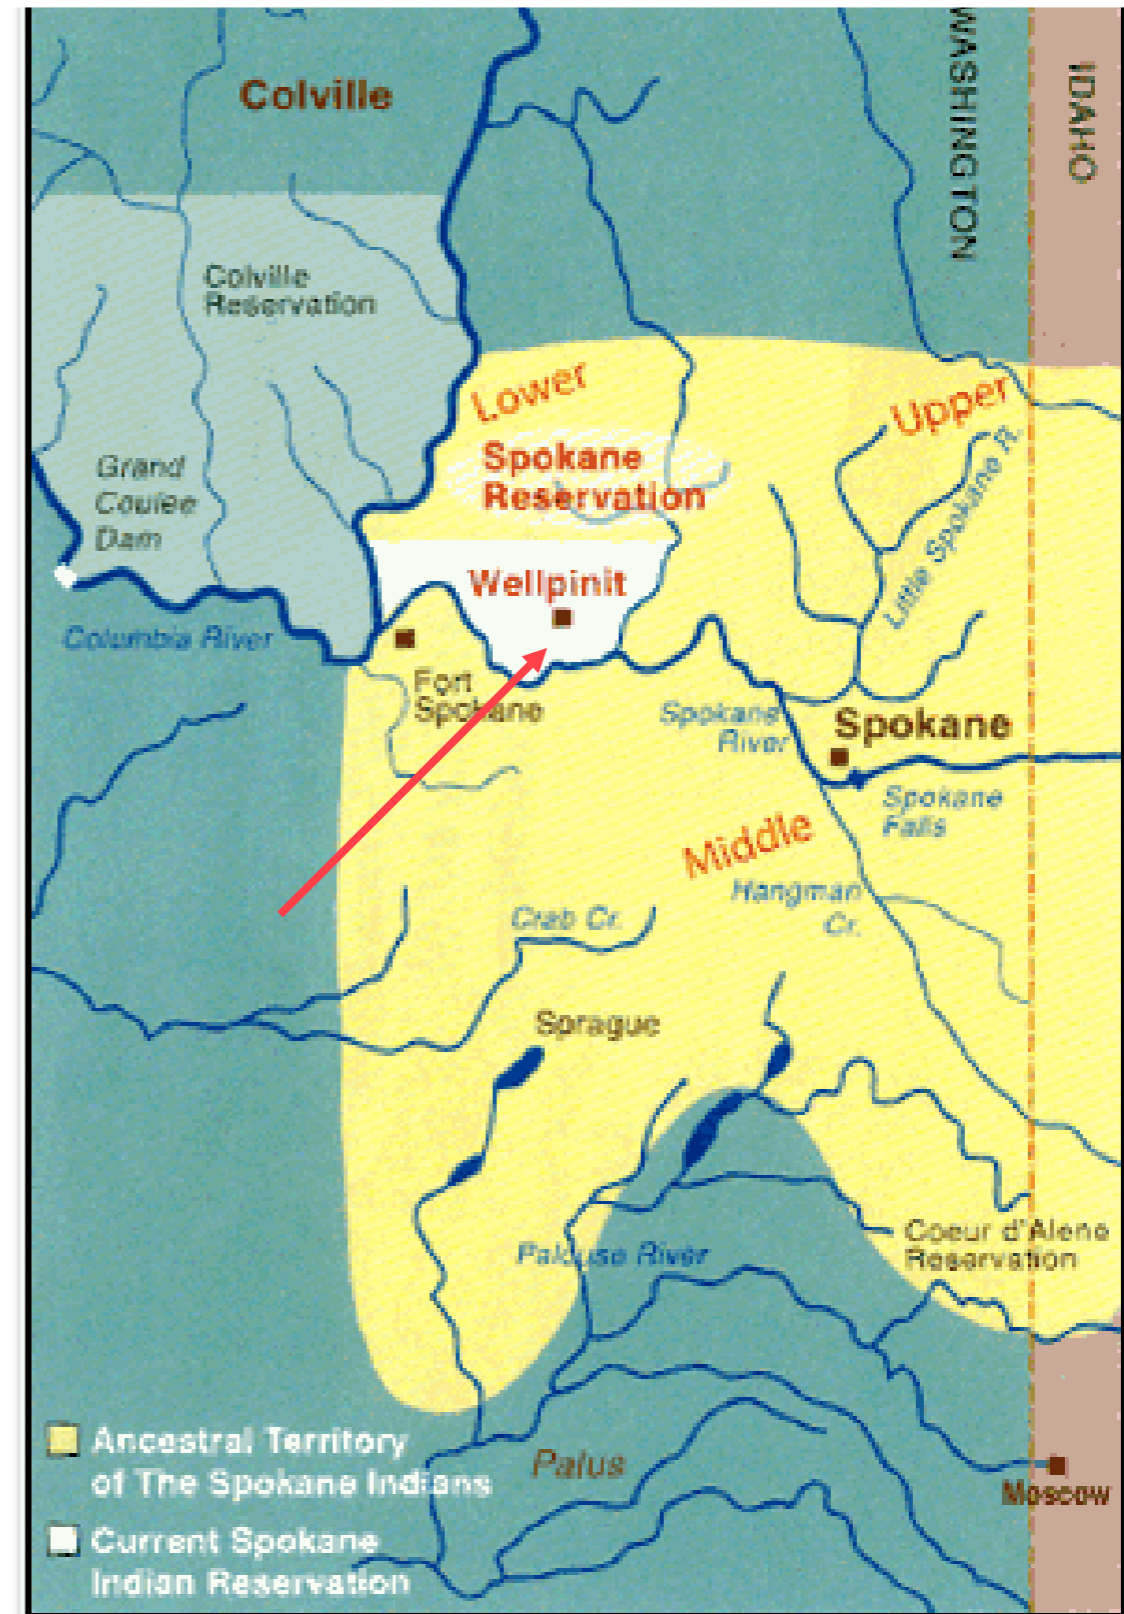 WASHINGTON
IDAHO
Colville
Colville
Reservation
Lower
Upper
Spokane
Reservation
Grand
Coulee
Dam
Little Spokane R.
Wellpinit
Columbia River
Fort
Spokane
Spokane
River
Spokane
Spokane
Falls
Middle
Hangman
Cr.
Crab Cr.
Sprague
Palouse River
Coeur d'Alene
Reservation
Ancestral Territory
of The Spokane Indians
Palus
Moscow
Current Spokane
Indian Reservation